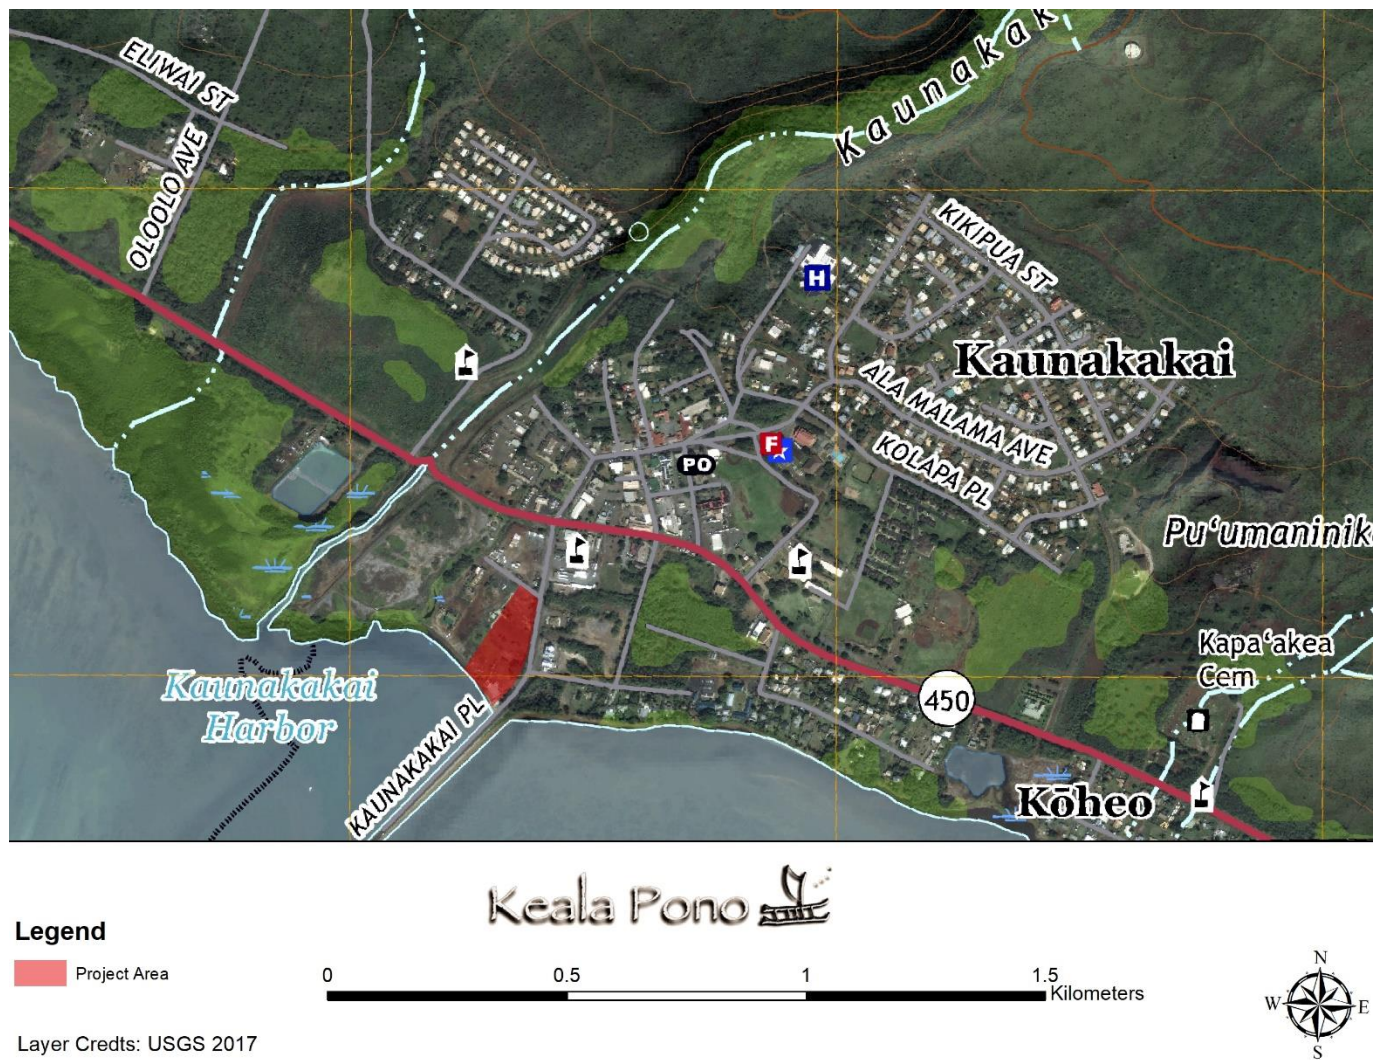 ELIWAI ST
OLOOLO AVE
Kaunakak
KIKIPUA ST
H
Kaunakakai
ALA MALAMA AVE
F
PO
KOLAPA PL
Puʻumaninik
Kapaʻakea
Cem
Kaunakakai
Harbor
450
KAUNAKAKAI PL
Kōheo
Keala Pono
Legend
Project Area
0 0.5 1 1.5
Kilometers
N
W E
S
Layer Credts: USGS 2017